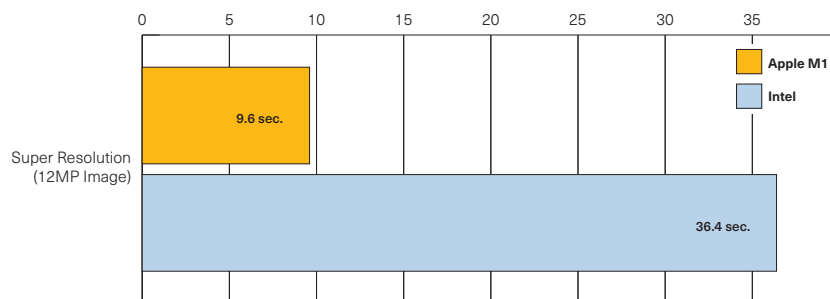 0 5 10 15 20 25 30 35
Apple M1
Intel
9.6 sec.
Super Resolution
(12MP Image)
36.4 sec.